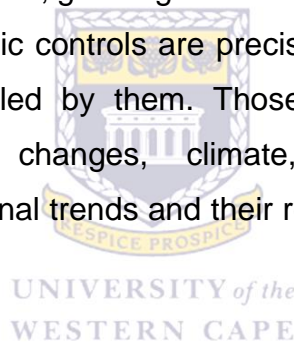 ic controls are precis
led by them. Those
changes, climate,
nal trends and their r
RESPICE PROSPICE
UNIVERSITY of the
WESTERN CAPE